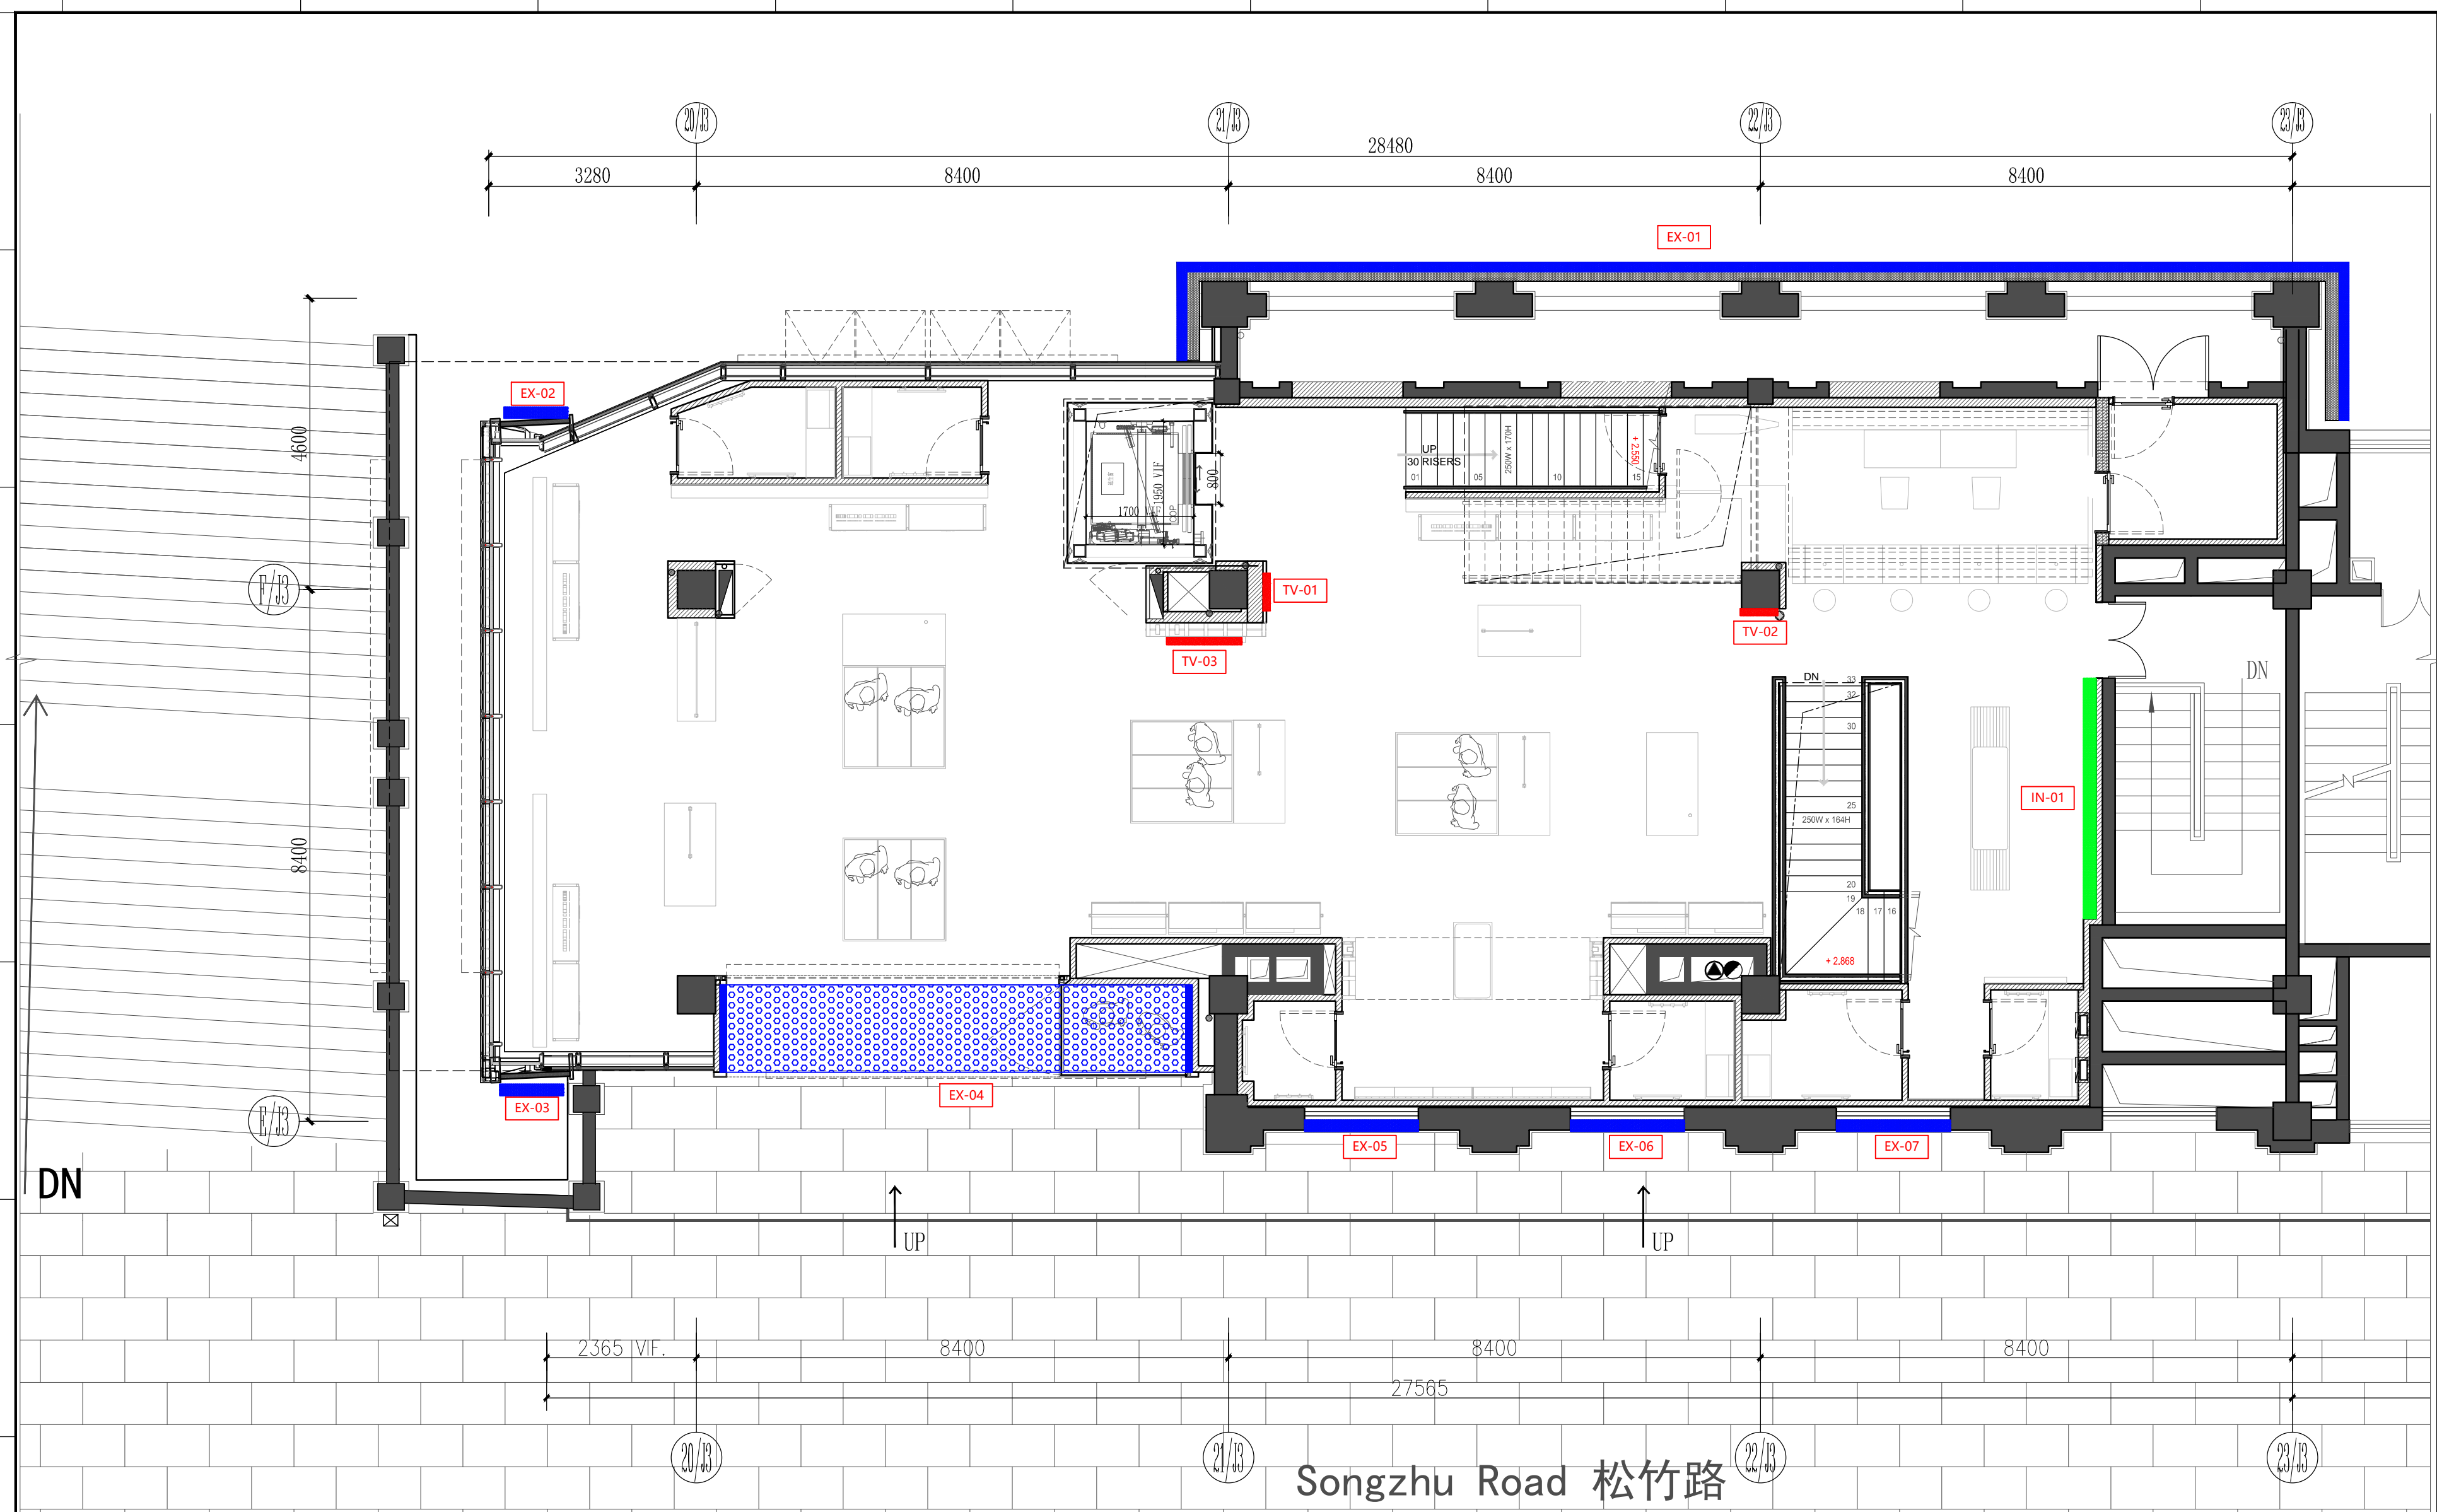 20/J3
21/J3
22/J3
23/J3
28480
3280
8400
8400
8400
EX-01
EX-02
4600
UP
30 RISERS
01
05
250W x 170H
10
+ 2.550
15
1950 VIF
1700 VIF
COP
800
F/J3
TV-01
TV-02
TV-03
DN
33
32
30
DN
IN-01
25
250W x 164H
8400
20
19
18
17
16
+ 2.868
EX-03
EX-04
E/J3
EX-05
EX-06
EX-07
DN
UP
UP
2365 VIF.
8400
8400
8400
27565
20/J3
21/J3
22/J3
23/J3
Songzhu Road 松竹路